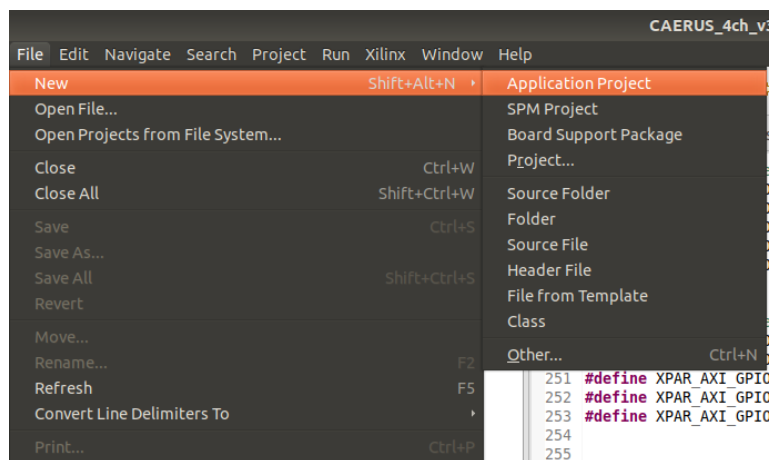 CAERUS_4ch_v3
File Edit Navigate Search Project Run Xilinx Window Help
New Shift+Alt+N
Open File...
Open Projects from File System...
Close Ctrl+W
Close All Shift+Ctrl+W
Save Ctrl+S
Save As...
Save All Shift+Ctrl+S
Revert
Move...
Rename... F2
Refresh F5
Convert Line Delimiters To
Print... Ctrl+P
Application Project
SPM Project
Board Support Package
Project...
Source Folder
Folder
Source File
Header File
File from Template
Class
Other... Ctrl+N
251 #define XPAR_AXI_GPIO
252 #define XPAR_AXI_GPIO
253 #define XPAR_AXI_GPIO
254
255